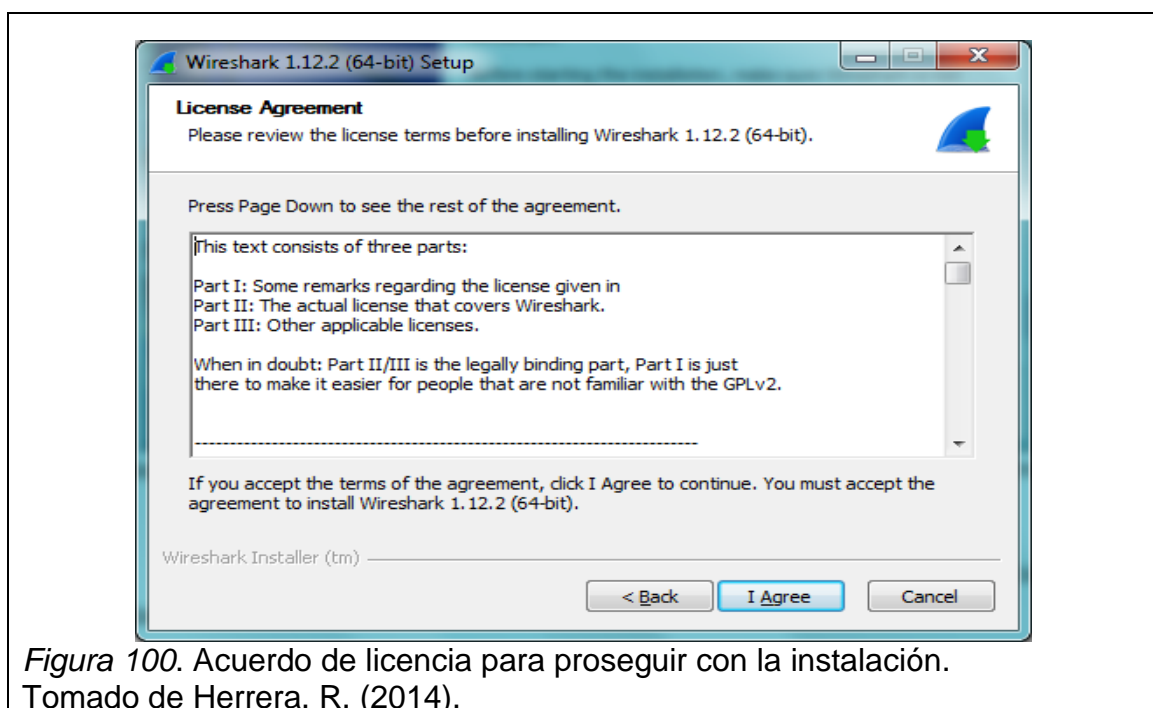 Wireshark 1.12.2 (64-bit) Setup
License Agreement
Please review the license terms before installing Wireshark 1.12.2 (64-bit).
Press Page Down to see the rest of the agreement.
This text consists of three parts:
Part I: Some remarks regarding the license given in
Part II: The actual license that covers Wireshark.
Part III: Other applicable licenses.
When in doubt: Part II/III is the legally binding part, Part I is just
there to make it easier for people that are not familiar with the GPLv2.
------------------------------------------------------------------------
If you accept the terms of the agreement, click I Agree to continue. You must accept the
agreement to install Wireshark 1.12.2 (64-bit).
Wireshark Installer (tm)
< Back I Agree Cancel
Figura 100. Acuerdo de licencia para proseguir con la instalación.
Tomado de Herrera, R. (2014).